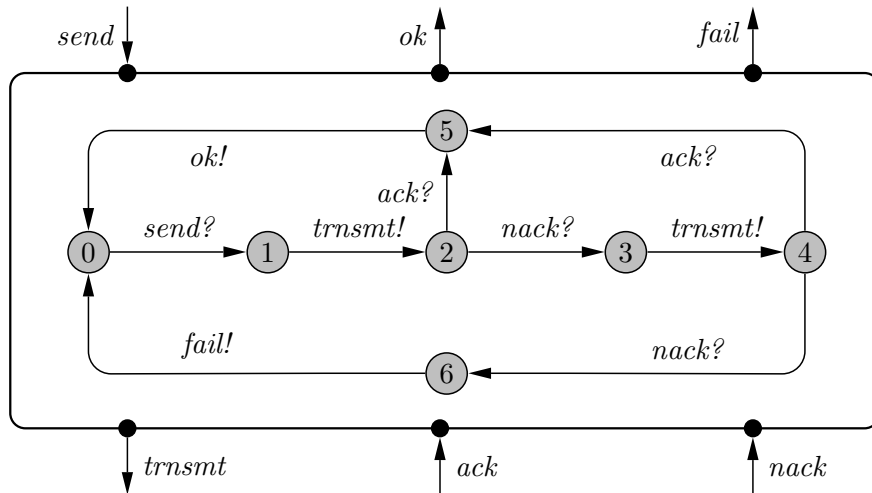 send ok fail
5
ok! ack? ack?
send? trnsmt! nack? trnsmt!
0 1 2 3 4
fail! nack?
6
trnsmt ack nack